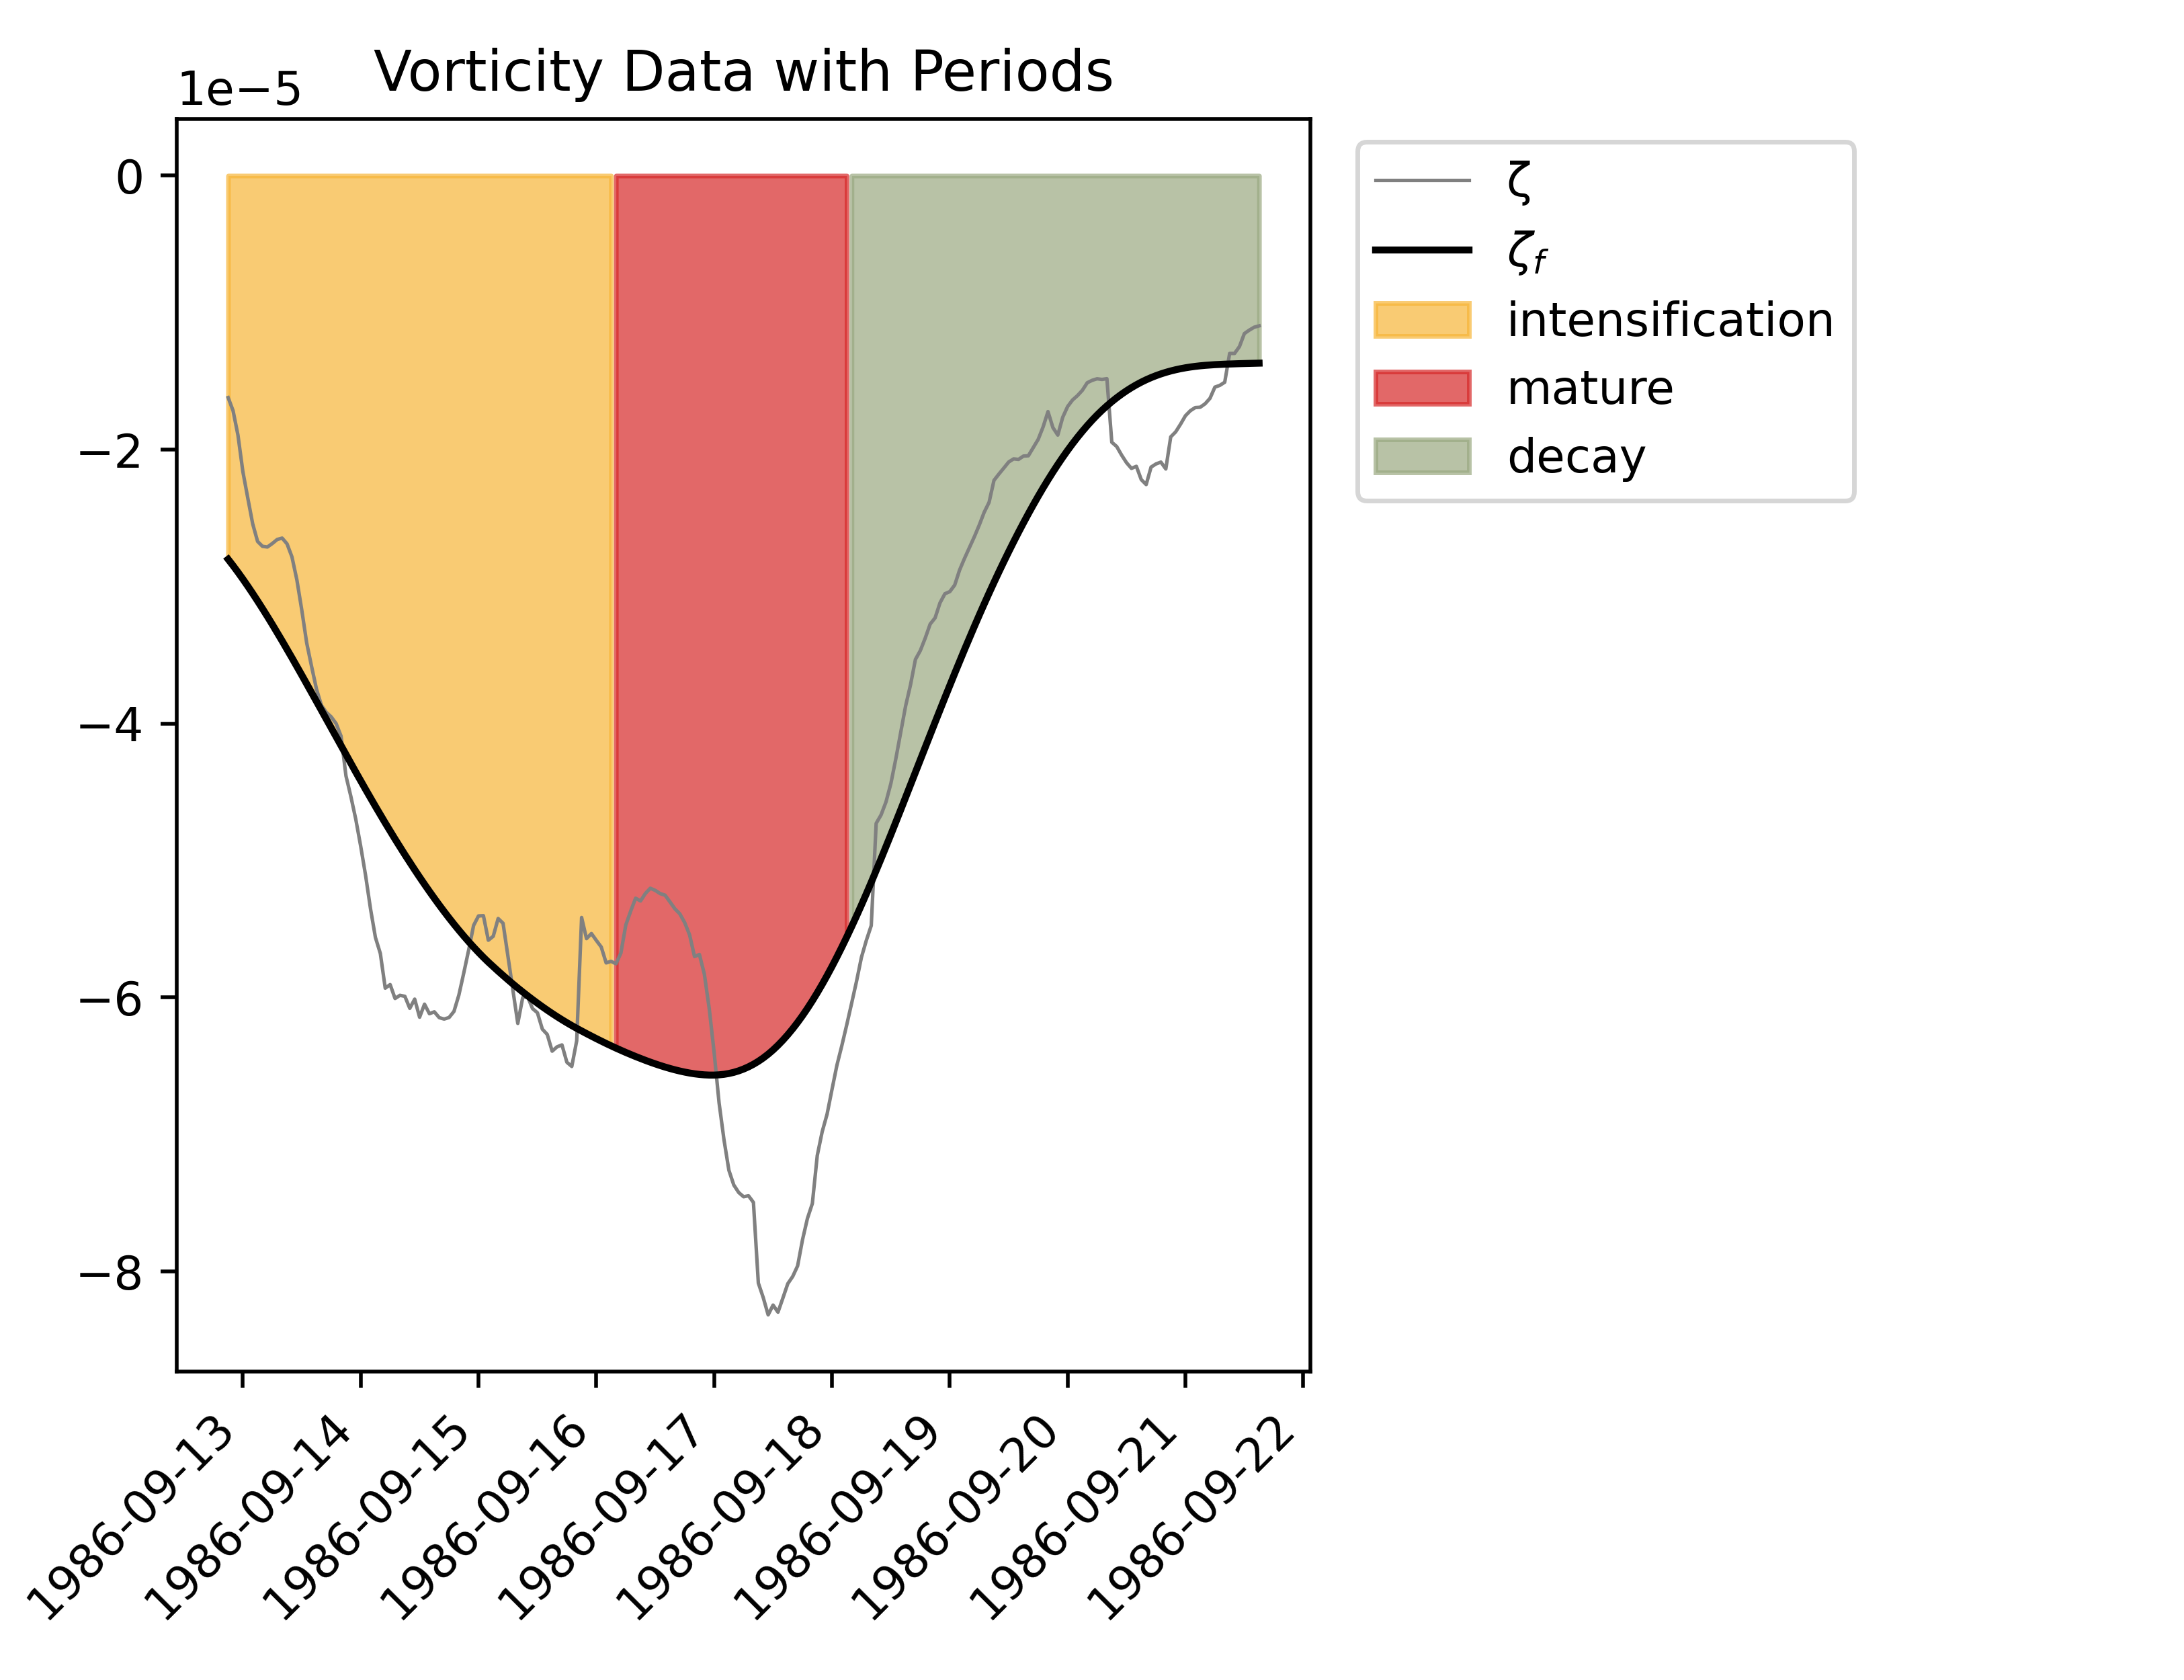 Vorticity Data with Periods
1e−5
0
−2
−4
−6
−8
1986-09-13
1986-09-14
1986-09-15
1986-09-16
1986-09-17
1986-09-18
1986-09-19
1986-09-20
1986-09-21
1986-09-22
ζ
ζf
intensification
mature
decay